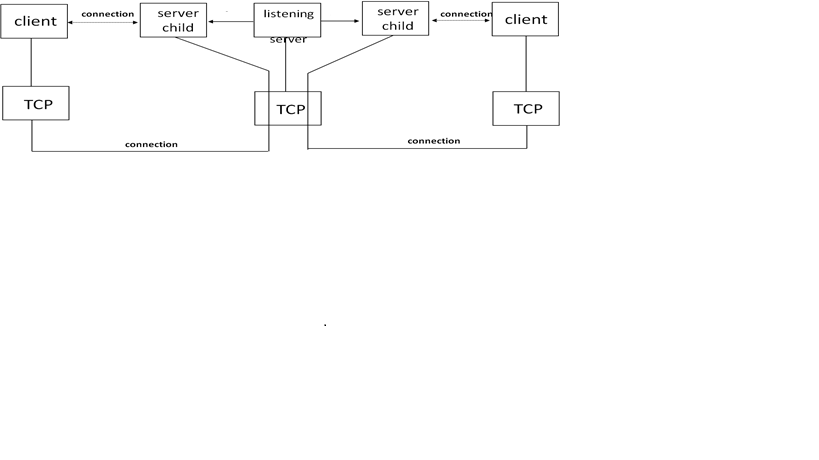 client
connection
server
child
listening
server
server
child
connection
client
TCP
TCP
TCP
connection
connection